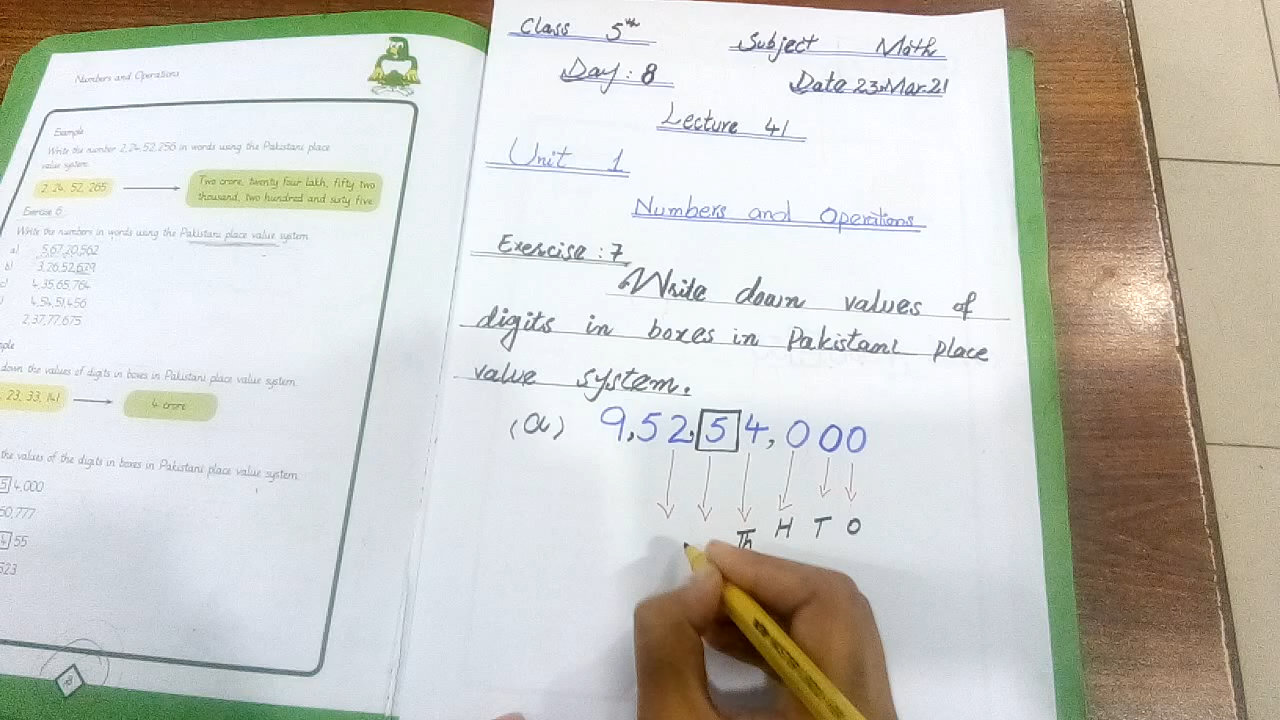 Numbers and Operations
Example
Write the number 2,24,52,256 in words using the Pakistani place
value system.
2, 24, 52, 265
Two crore, twenty four lakh, fifty two
thousand, two hundred and sixty five
Exercise 6
Write the numbers in words using the Pakistani place value system
a) 5,67,20,562
b) 3,26,52,639
c) 4,35,65,764
4,54,51,456
2,37,77,675
down the values of digits in boxes in Pakistani place value system.
23, 33, 141
4 crore
the values of the digits in boxes in Pakistani place value system.
5 4,000
50,777
4 55
523
Class 5th Subject Math
Day: 8 Date 23.Mar.21
Lecture 41
Unit 1
Numbers and Operations
Exercise : 7
Write down values of
digits in boxes in Pakistani place
value system.
(a) 9,52,54,000
Th H T O